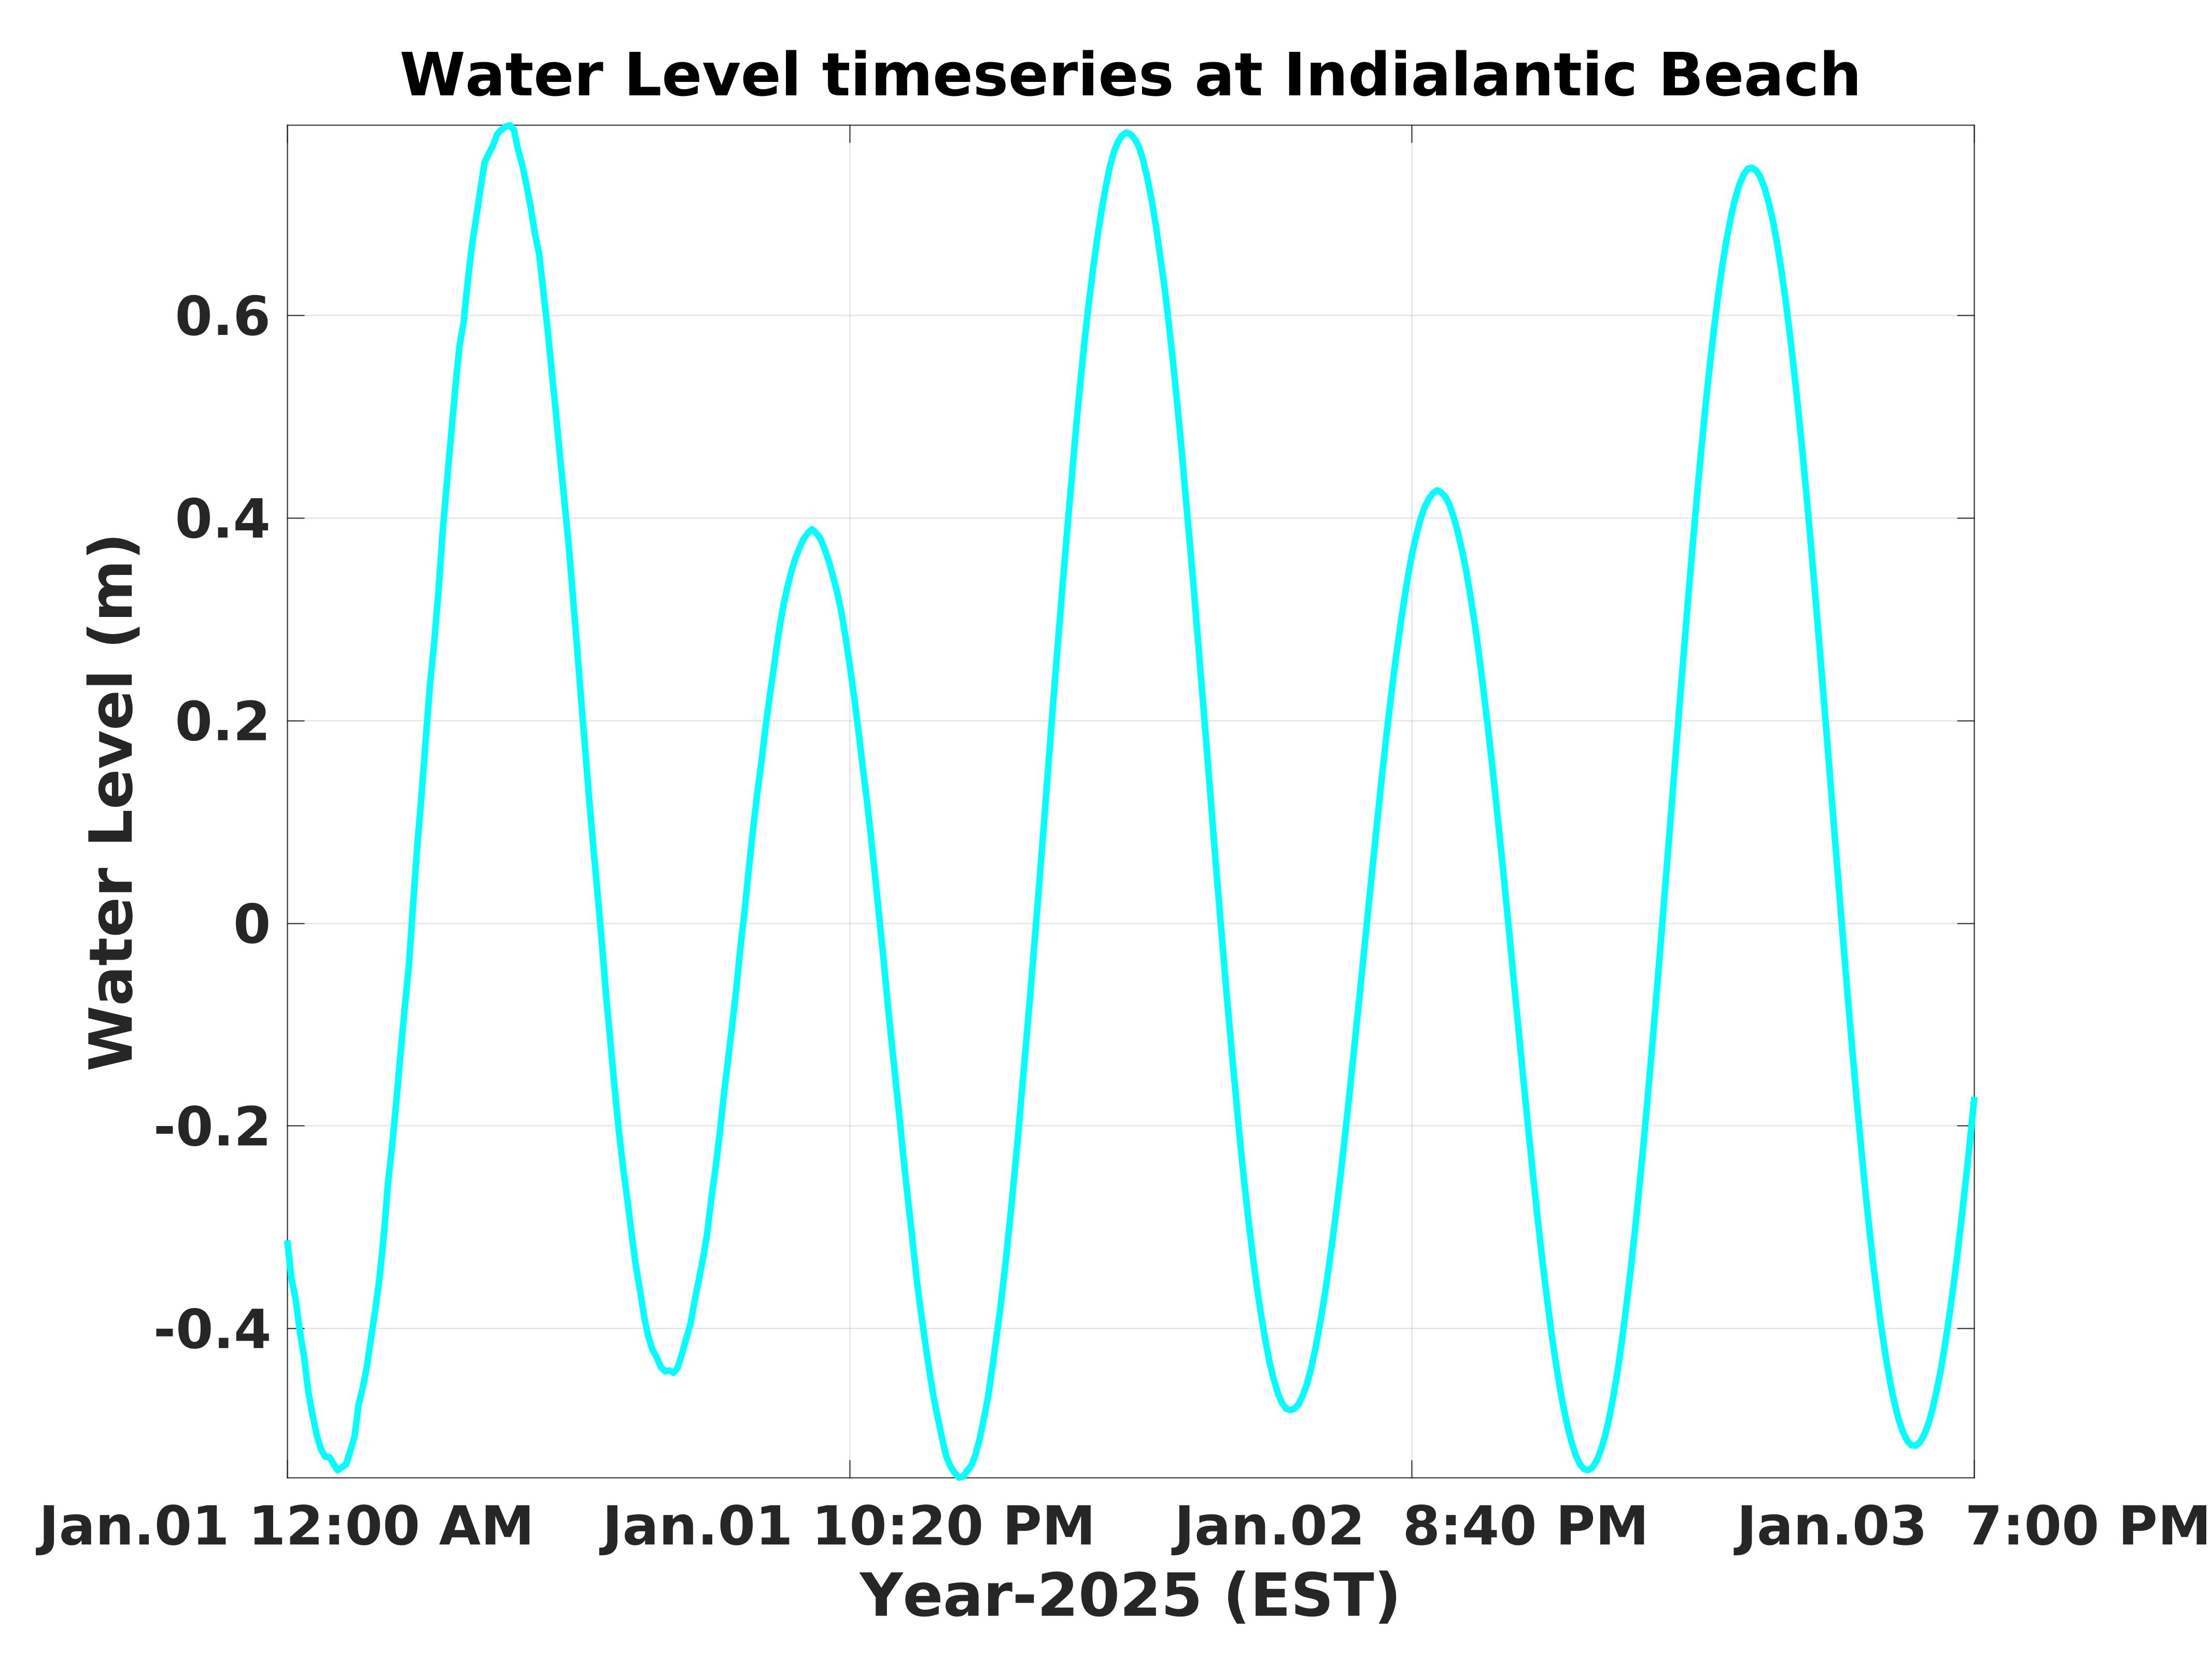 Water Level timeseries at Indialantic Beach
Water Level (m)
0.6
0.4
0.2
0
-0.2
-0.4
Jan.01 12:00 AM Jan.01 10:20 PM Jan.02 8:40 PM Jan.03 7:00 PM
Year-2025 (EST)